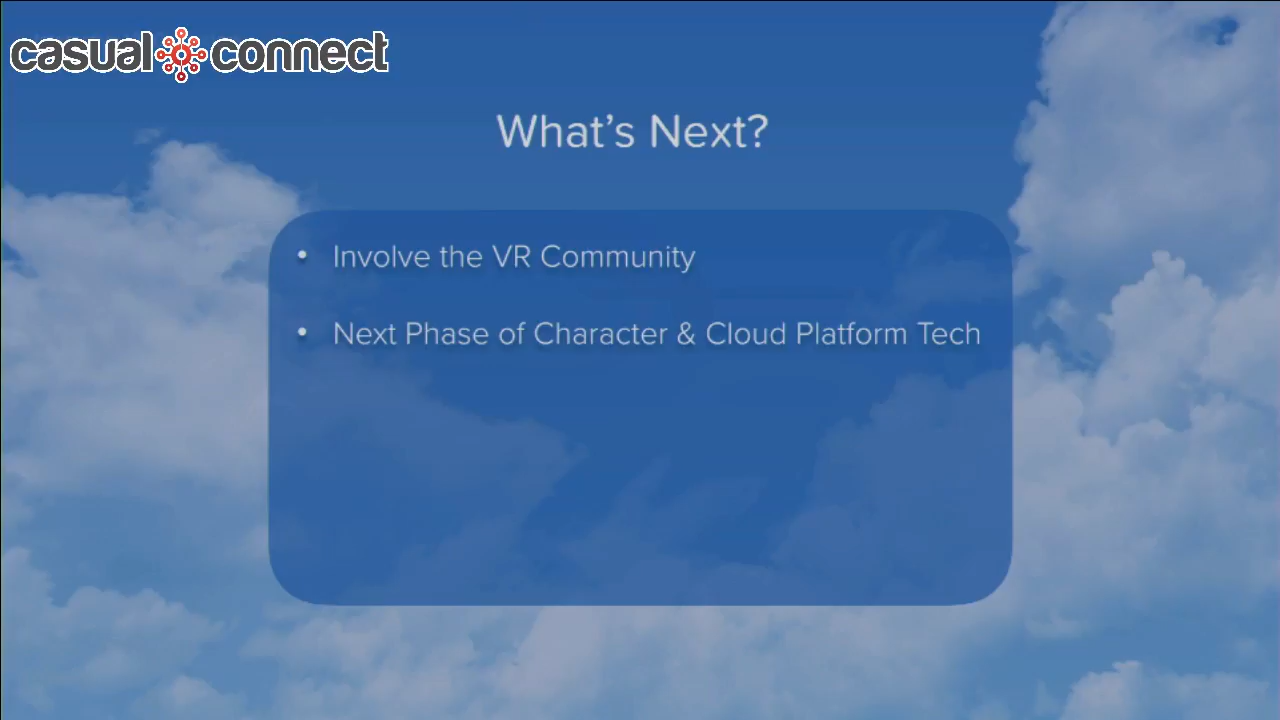 casual connect
What's Next?
• Involve the VR Community
• Next Phase of Character & Cloud Platform Tech